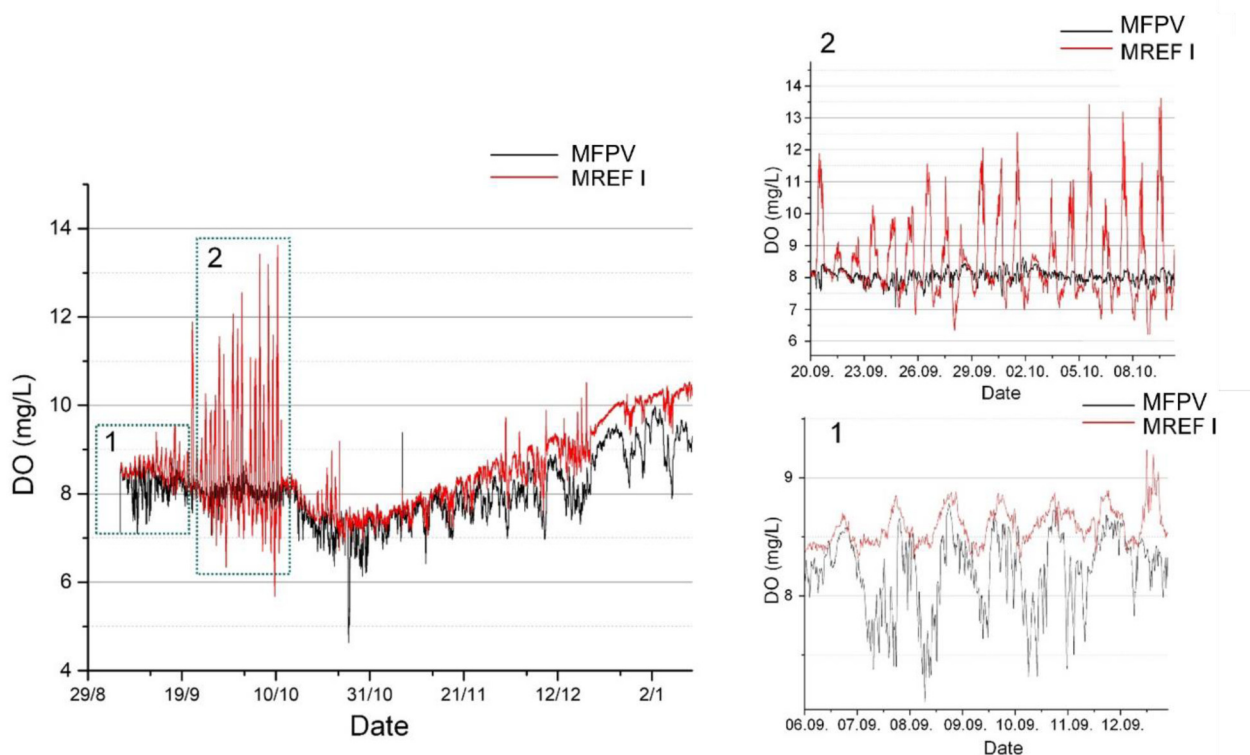 MFPV
MREF I
14
12
10
8
6
4
DO (mg/L)
1
2
29/8 19/9 10/10 31/10 21/11 12/12 2/1
Date
2
MFPV
MREF I
14
13
12
11
10
9
8
7
6
DO (mg/L)
20.09. 23.09. 26.09. 29.09. 02.10. 05.10. 08.10.
Date
1
MFPV
MREF I
9
8
DO (mg/L)
06.09. 07.09. 08.09. 09.09. 10.09. 11.09. 12.09.
Date